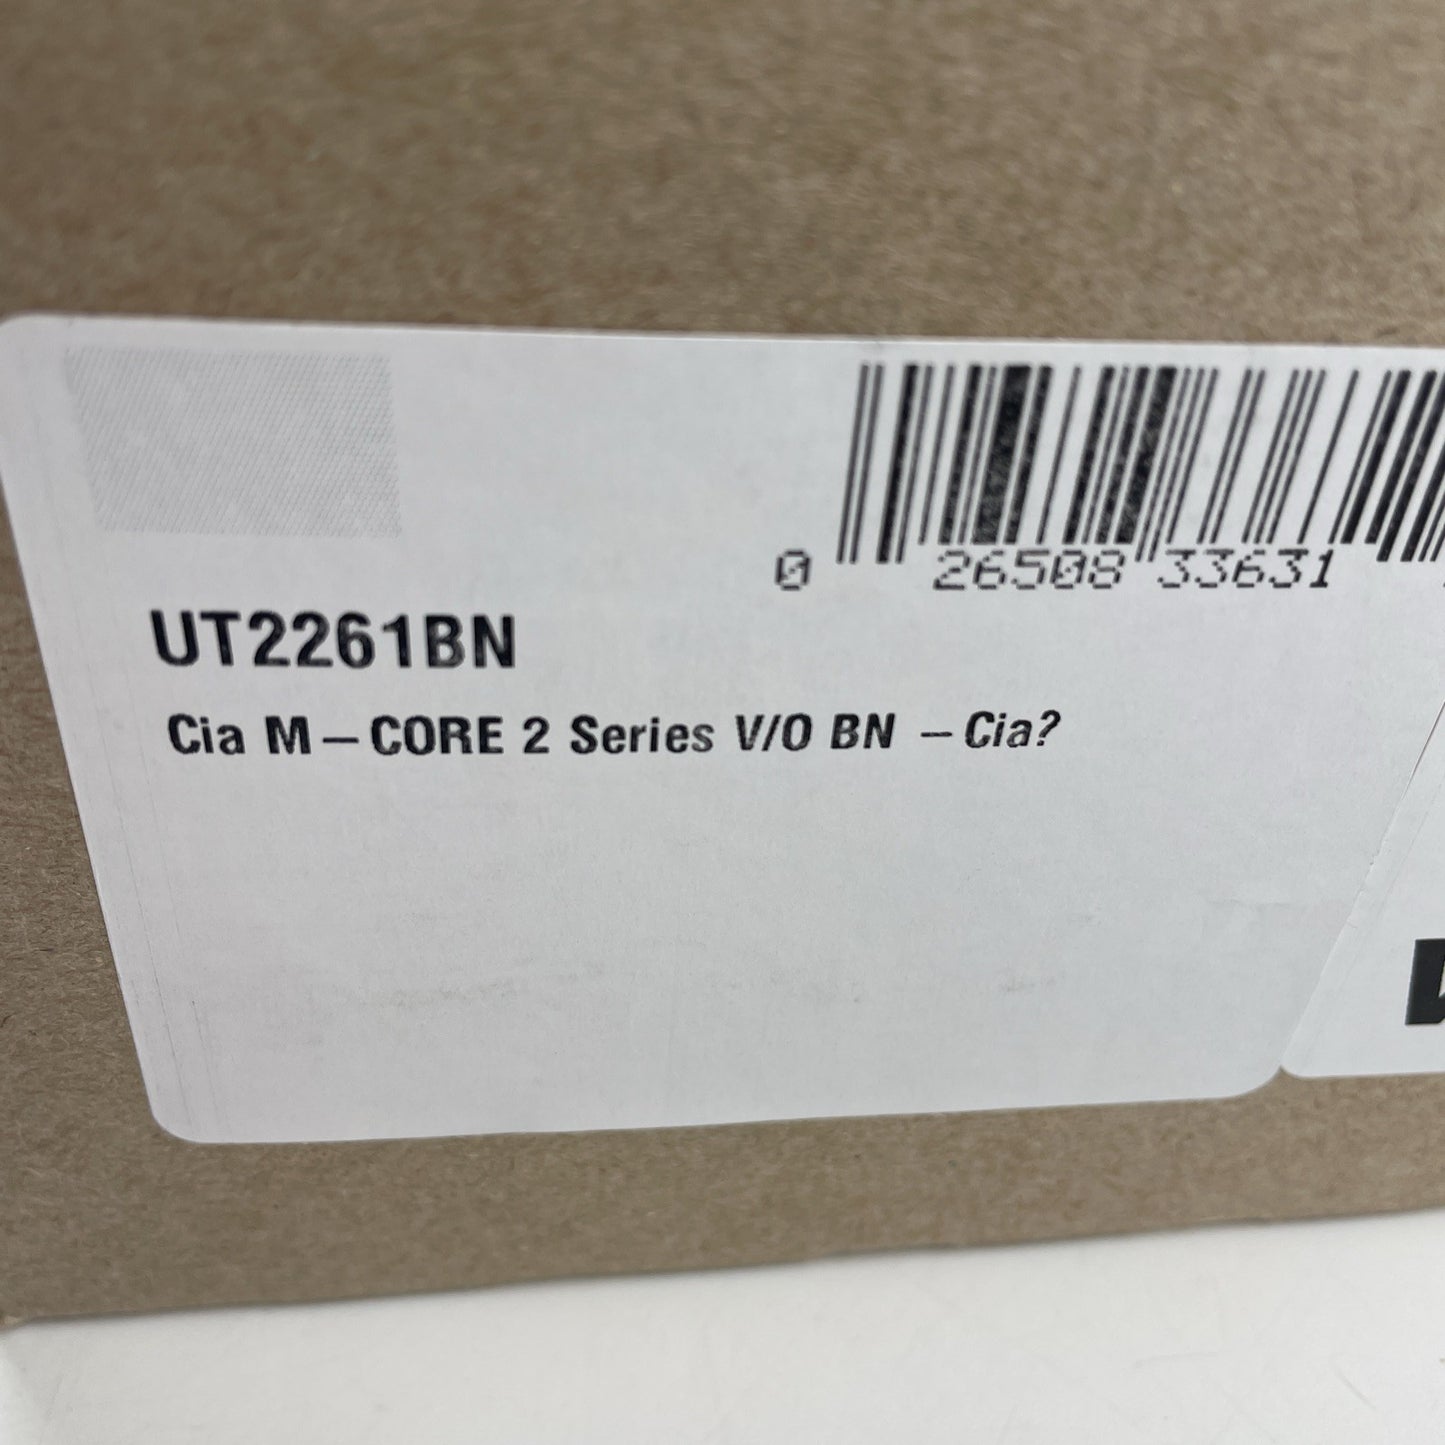 0 26508 33631
UT2261BN
Cia M-CORE 2 Series V/O BN -Cia?